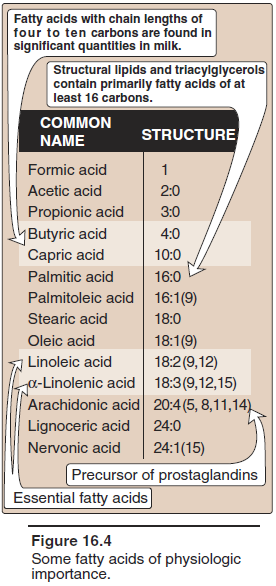 Fatty acids with chain lengths of
four to ten carbons are found in
significant quantities in milk.
Structural lipids and triacylglycerols
contain primarily fatty acids of at
least 16 carbons.
COMMON
NAME
STRUCTURE
Formic acid 1
Acetic acid 2:0
Propionic acid 3:0
Butyric acid 4:0
Capric acid 10:0
Palmitic acid 16:0
Palmitoleic acid 16:1(9)
Stearic acid 18:0
Oleic acid 18:1(9)
Linoleic acid 18:2(9,12)
α-Linolenic acid 18:3(9,12,15)
Arachidonic acid 20:4(5, 8,11,14)
Lignoceric acid 24:0
Nervonic acid 24:1(15)
Precursor of prostaglandins
Essential fatty acids
Figure 16.4
Some fatty acids of physiologic
importance.